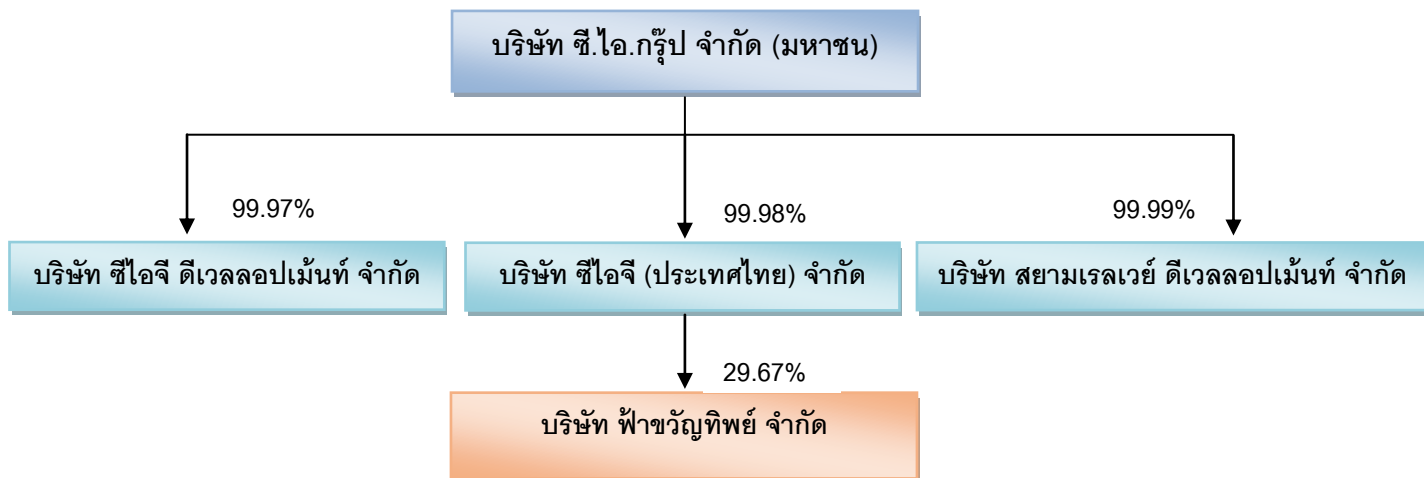 บริษัท ซี.ไอ.กรุ๊ป จำกัด (มหาชน)
99.97%
99.98%
99.99%
บริษัท ซีไอจี ดีเวลลอปเม้นท์ จำกัด
บริษัท ซีไอจี (ประเทศไทย) จำกัด
บริษัท สยามเรลเวย์ ดีเวลลอปเม้นท์ จำกัด
29.67%
บริษัท ฟ้าขวัญทิพย์ จำกัด